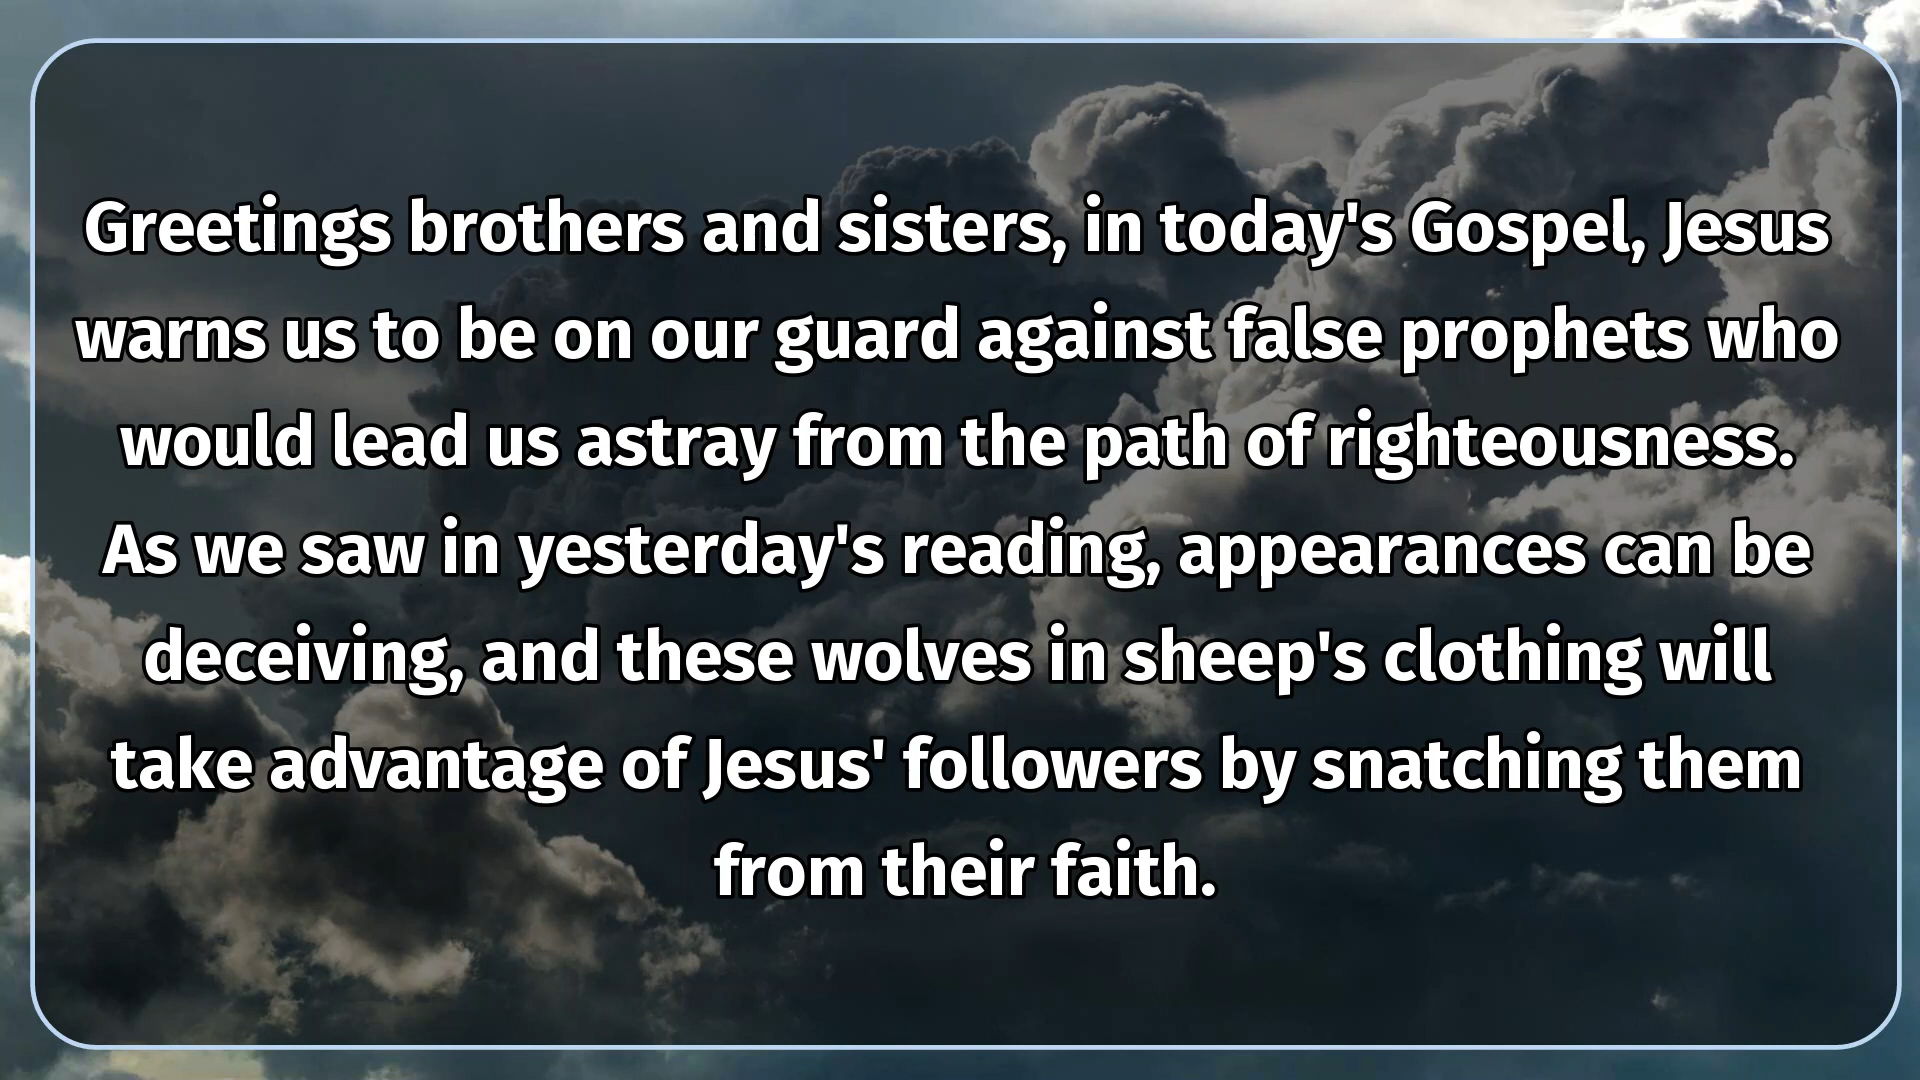 Greetings brothers and sisters, in today's Gospel, Jesus
warns us to be on our guard against false prophets who
would lead us astray from the path of righteousness.
As we saw in yesterday's reading, appearances can be
deceiving, and these wolves in sheep's clothing will
take advantage of Jesus' followers by snatching them
from their faith.